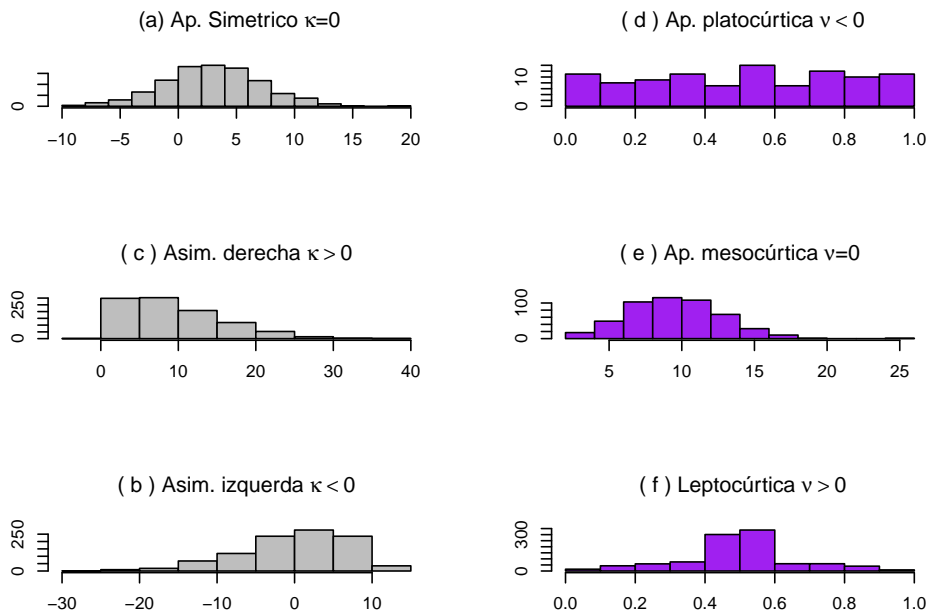 (a) Ap. Simetrico κ=0
0
−10 −5 0 5 10 15 20
( d ) Ap. platocúrtica ν < 0
0 10
0.0 0.2 0.4 0.6 0.8 1.0
( c ) Asim. derecha κ > 0
0 250
0 10 20 30 40
( e ) Ap. mesocúrtica ν=0
0 100
5 10 15 20 25
( b ) Asim. izquerda κ < 0
0 250
−30 −20 −10 0 10
( f ) Leptocúrtica ν > 0
0 300
0.0 0.2 0.4 0.6 0.8 1.0